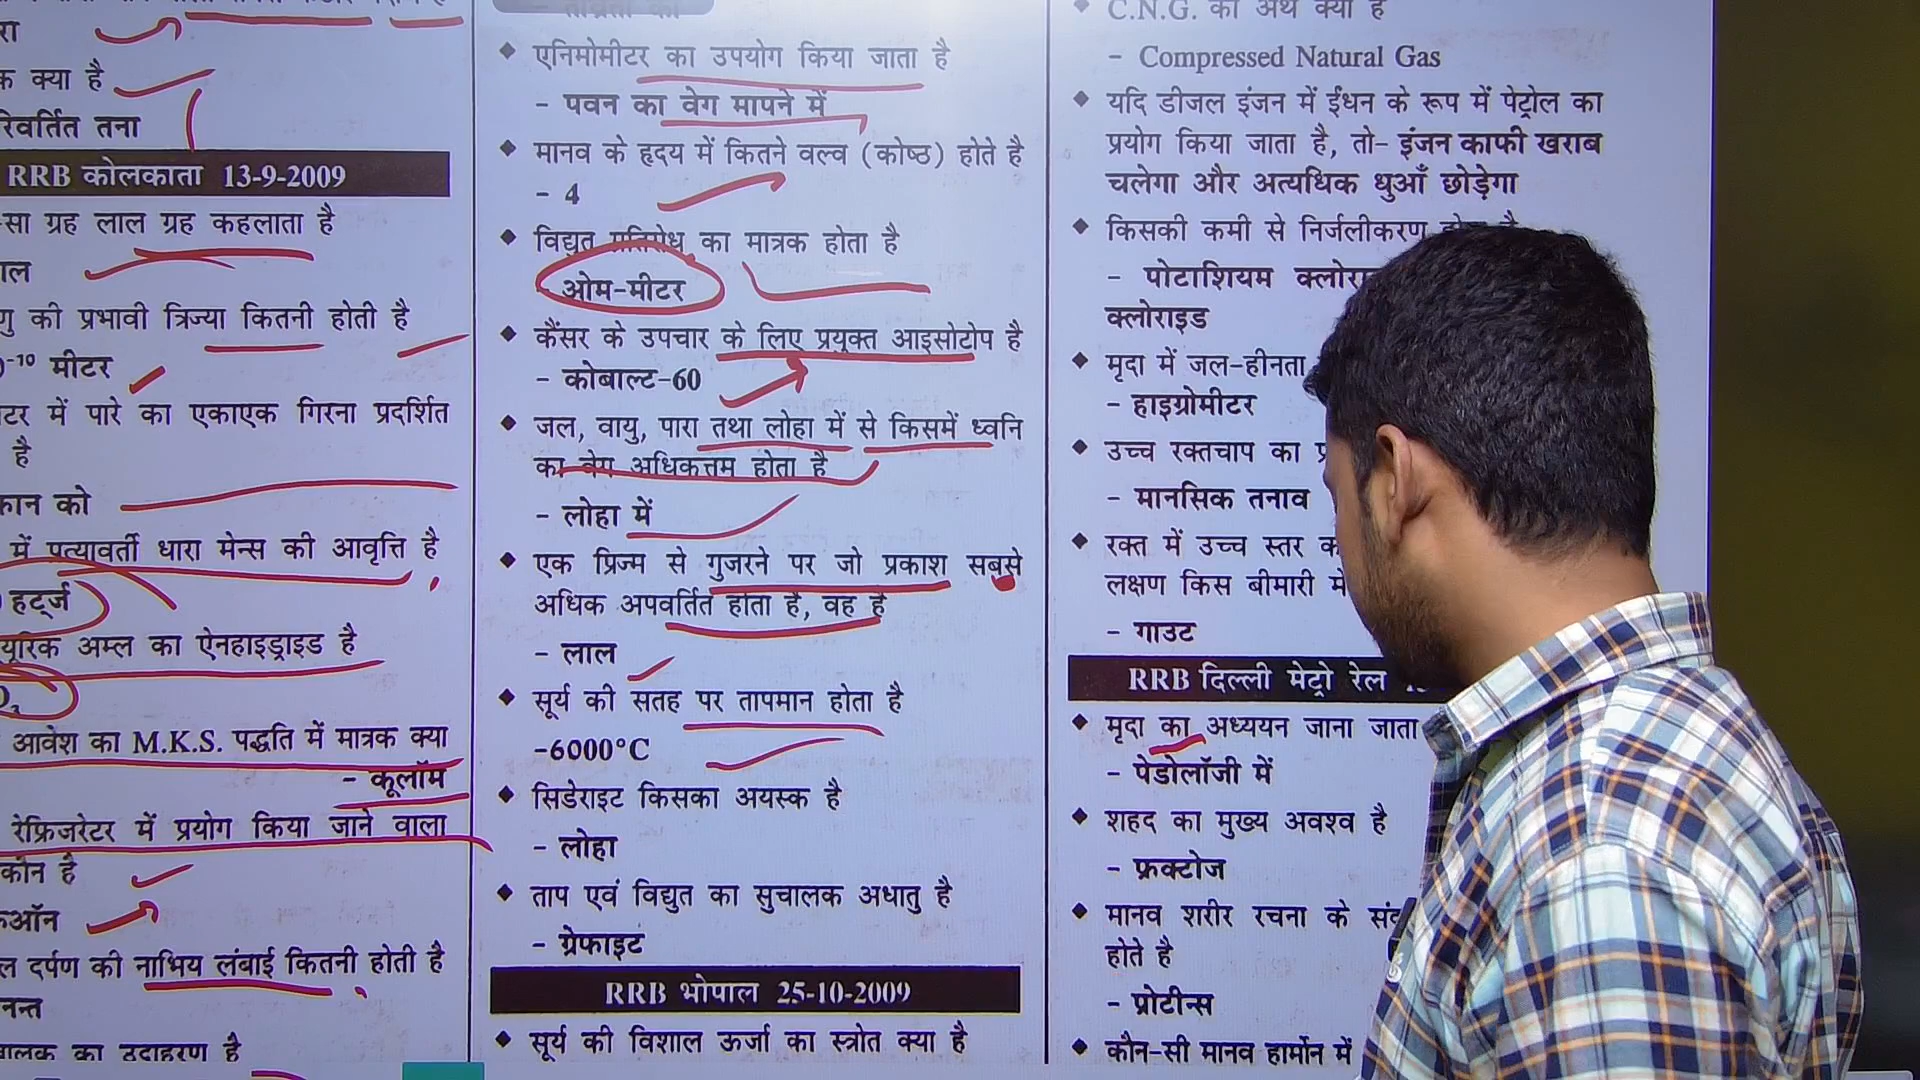 रा
क क्या है
रिवर्तित तना
RRB कोलकाता 13-9-2009
सा ग्रह लाल ग्रह कहलाता है
ाल
णु की प्रभावी त्रिज्या कितनी होती है
-10 मीटर
टर में पारे का एकाएक गिरना प्रदर्शित
है
फान को
में पत्यावर्ती धारा मेन्स की आवृत्ति है
हर्ट्ज
यूरिक अम्ल का ऐनहाइड्राइड है
आवेश का M.K.S. पद्धति में मात्रक क्या
- कूलॉम
रेफ्रिजरेटर में प्रयोग किया जाने वाला
कौन है
ऑन
ल दर्पण की नाभिय लंबाई कितनी होती है
नन्त
चालक का उदाहरण है
- तीव्रता का
◆ एनिमोमीटर का उपयोग किया जाता है
- पवन का वेग मापने में
◆ मानव के हृदय में कितने वल्व (कोष्ठ) होते है
- 4
◆ विद्युत प्रतिरोध का मात्रक होता है
- ओम-मीटर
◆ कैंसर के उपचार के लिए प्रयुक्त आइसोटोप है
- कोबाल्ट-60
◆ जल, वायु, पारा तथा लोहा में से किसमें ध्वनि
का वेग अधिकत्तम होता है
- लोहा में
◆ एक प्रिज्म से गुजरने पर जो प्रकाश सबसे
अधिक अपवर्तित होता है, वह है
- लाल
◆ सूर्य की सतह पर तापमान होता है
-6000°C
◆ सिडेराइट किसका अयस्क है
- लोहा
◆ ताप एवं विद्युत का सुचालक अधातु है
- ग्रेफाइट
RRB भोपाल 25-10-2009
◆ सूर्य की विशाल ऊर्जा का स्त्रोत क्या है
◆ C.N.G. का अर्थ क्या है
- Compressed Natural Gas
◆ यदि डीजल इंजन में ईंधन के रूप में पेट्रोल का
प्रयोग किया जाता है, तो- इंजन काफी खराब
चलेगा और अत्यधिक धुआँ छोड़ेगा
◆ किसकी कमी से निर्जलीकरण होता है
- पोटाशियम क्लोरा
क्लोराइड
◆ मृदा में जल-हीनता
- हाइग्रोमीटर
◆ उच्च रक्तचाप का प्र
- मानसिक तनाव
◆ रक्त में उच्च स्तर क
लक्षण किस बीमारी में
- गाउट
RRB दिल्ली मेट्रो रेल
◆ मृदा का अध्ययन जाना जाता
- पेडोलॉजी में
◆ शहद का मुख्य अवश्व है
- फ्रक्टोज
◆ मानव शरीर रचना के संद
होते है
- प्रोटीन्स
◆ कौन-सी मानव हार्मोन में